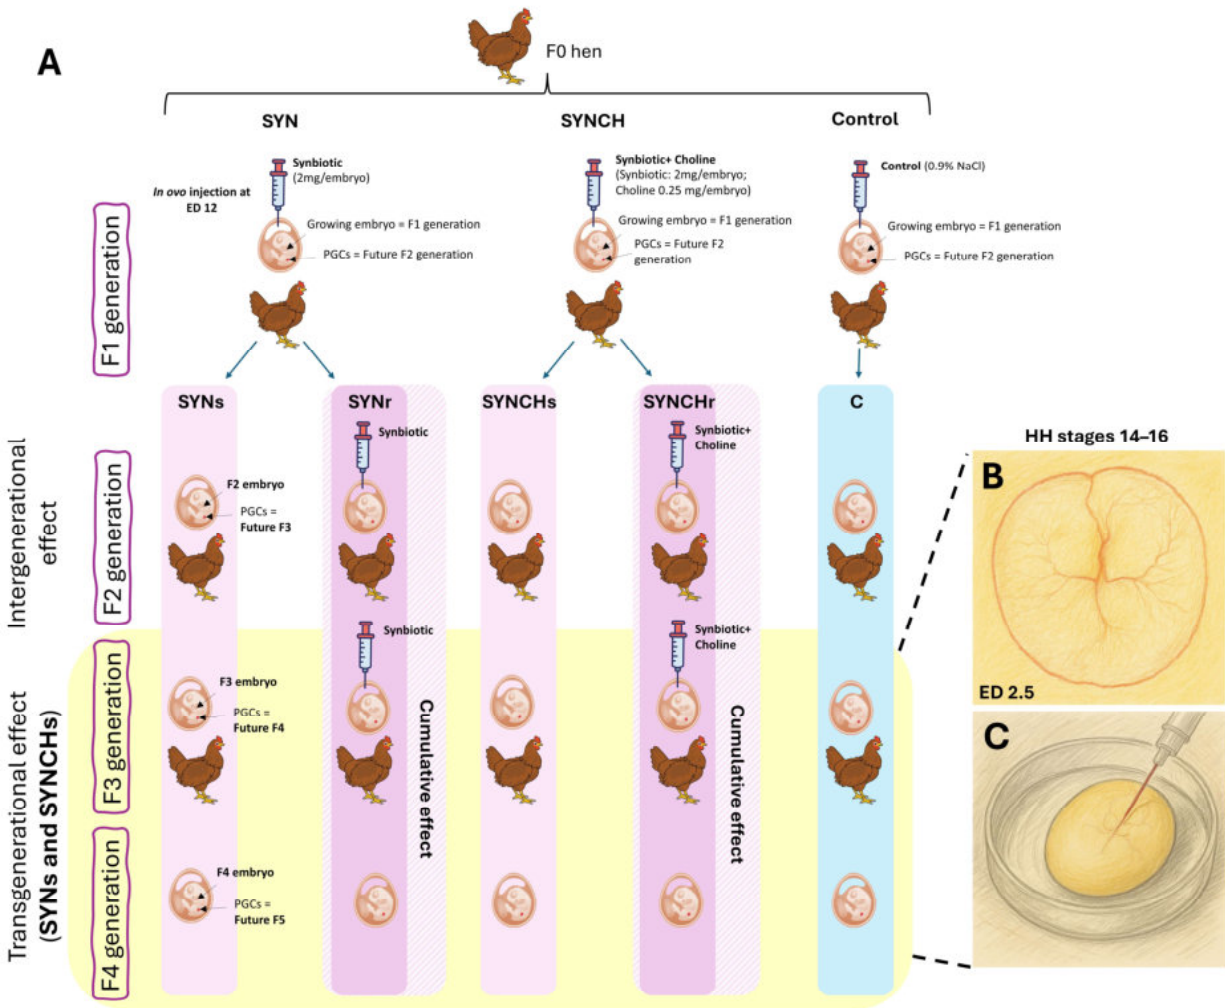 A
F0 hen
SYN
SYNCH
Control
In ovo injection at
ED 12
Synbiotic
(2mg/embryo)
Growing embryo = F1 generation
PGCs = Future F2 generation
Synbiotic+ Choline
(Synbiotic: 2mg/embryo;
Choline 0.25 mg/embryo)
Growing embryo = F1 generation
PGCs = Future F2
generation
Control (0.9% NaCl)
Growing embryo = F1 generation
PGCs = Future F2 generation
F1 generation
SYNs
SYNr
SYNCHs
SYNCHr
C
Intergenerational
effect
F2 generation
F2 embryo
PGCs =
Future F3
Synbiotic
Synbiotic+
Choline
Transgenerational effect
(SYNs and SYNCHs)
F3 generation
F3 embryo
PGCs =
Future F4
Synbiotic
Cumulative effect
Synbiotic+
Choline
Cumulative effect
F4 generation
F4 embryo
PGCs =
Future F5
HH stages 14–16
B
ED 2.5
C